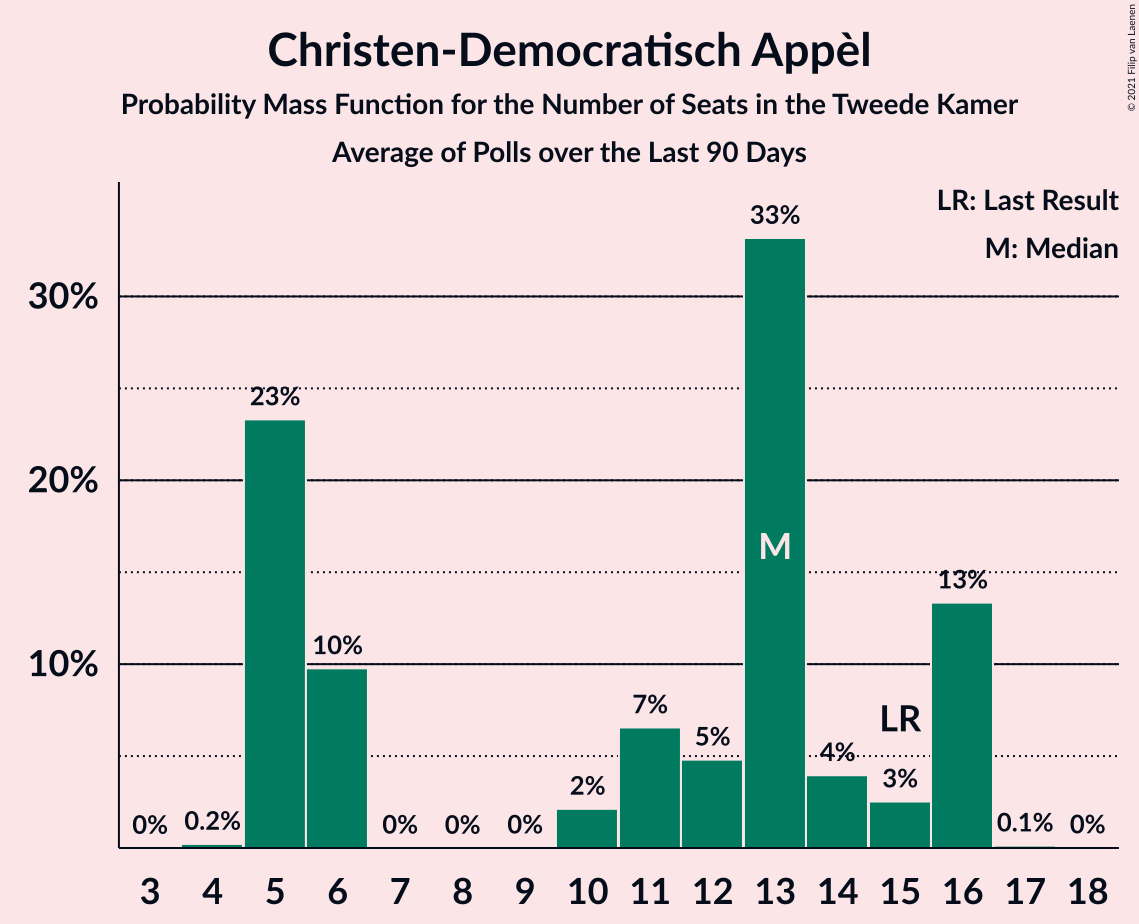 Christen-Democratisch Appèl
Probability Mass Function for the Number of Seats in the Tweede Kamer
Average of Polls over the Last 90 Days
© 2021 Filip van Laenen
LR: Last Result
M: Median
30%
20%
10%
0%
0.2%
23%
10%
0%
0%
0%
2%
7%
5%
33%
M
4%
LR
3%
13%
0.1%
0%
3 4 5 6 7 8 9 10 11 12 13 14 15 16 17 18